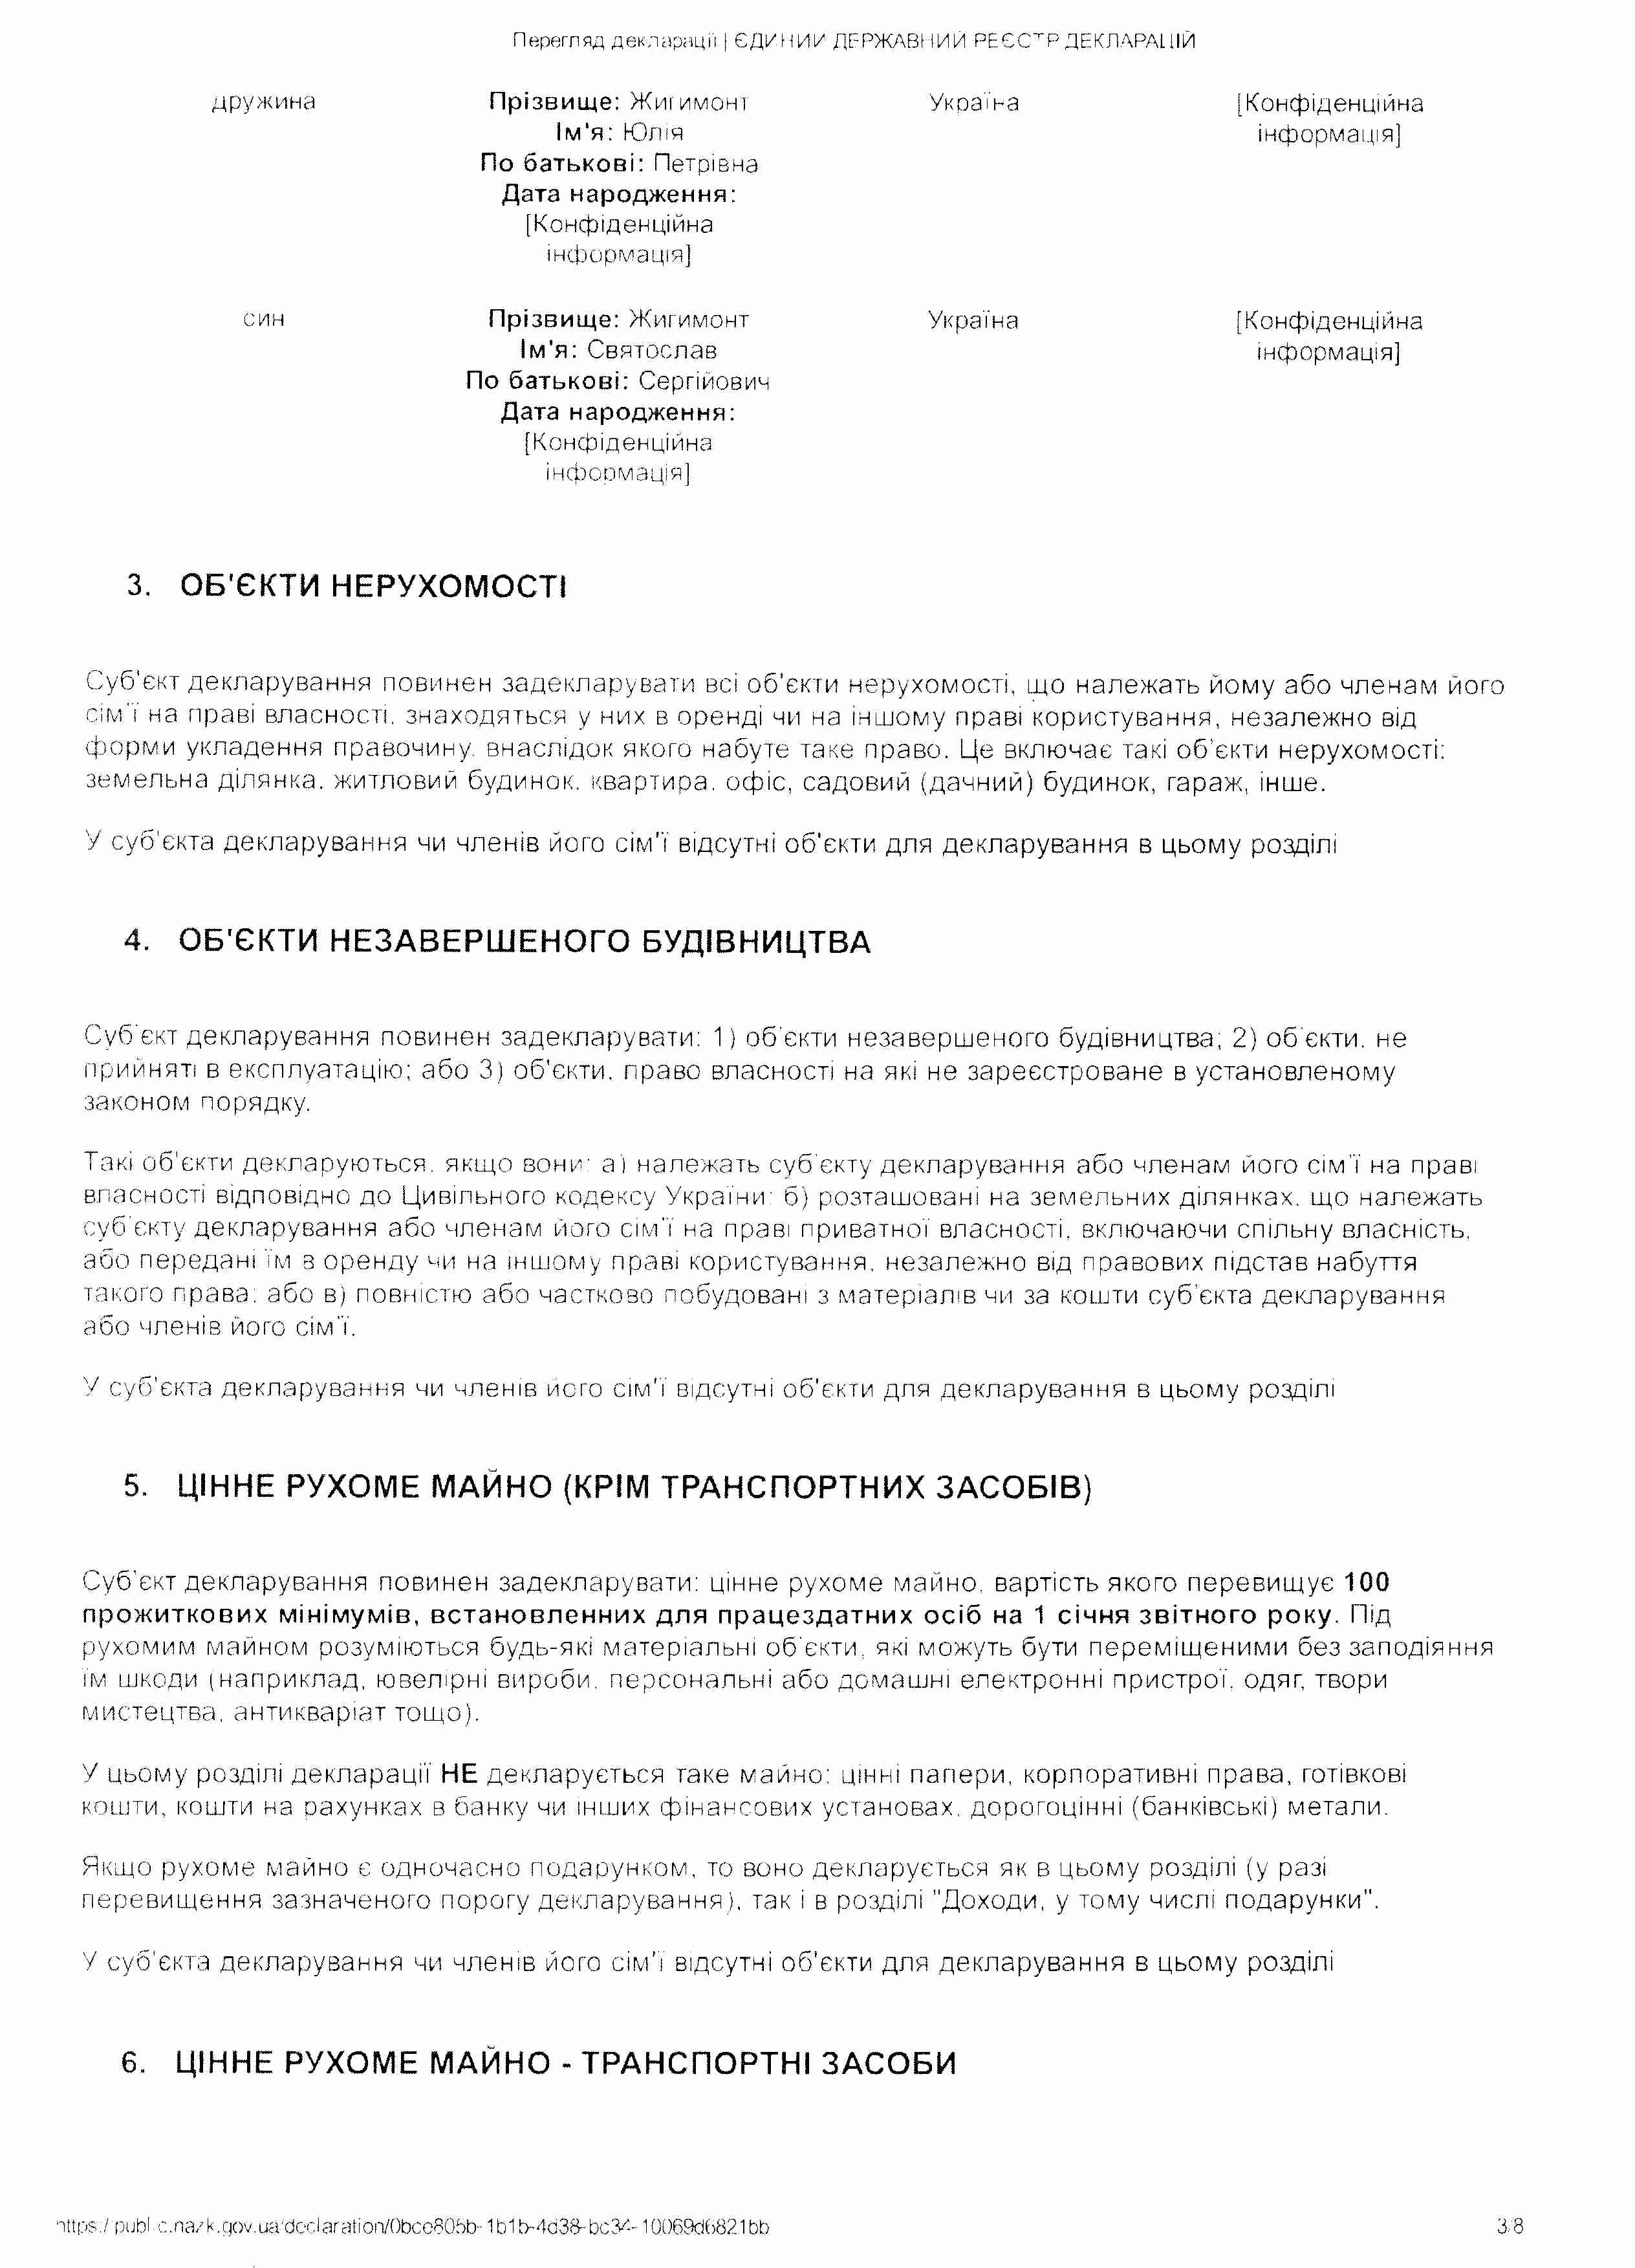 Перегляд декларації | ЄДИНИЙ ДЕРЖАВНИЙ РЕЄСТР ДЕКЛАРАЦІЙ
дружина Прізвище: Жигимонт Україна [Конфіденційна
Ім'я: Юлія інформація]
По батькові: Петрівна
Дата народження:
[Конфіденційна
інформація]
син Прізвище: Жигимонт Україна [Конфіденційна
Ім'я: Святослав інформація]
По батькові: Сергійович
Дата народження:
[Конфіденційна
інформація]
3. ОБ'ЄКТИ НЕРУХОМОСТІ
Суб'єкт декларування повинен задекларувати всі об'єкти нерухомості, що належать йому або членам його
сім'ї на праві власності, знаходяться у них в оренді чи на іншому праві користування, незалежно від
форми укладення правочину, внаслідок якого набуте таке право. Це включає такі об'єкти нерухомості:
земельна ділянка, житловий будинок, квартира, офіс, садовий (дачний) будинок, гараж, інше.
У суб'єкта декларування чи членів його сім'ї відсутні об'єкти для декларування в цьому розділі
4. ОБ'ЄКТИ НЕЗАВЕРШЕНОГО БУДІВНИЦТВА
Суб'єкт декларування повинен задекларувати: 1) об'єкти незавершеного будівництва; 2) об'єкти, не
прийняті в експлуатацію; або 3) об'єкти, право власності на які не зареєстроване в установленому
законом порядку.
Такі об'єкти декларуються, якщо вони: а) належать суб'єкту декларування або членам його сім'ї на праві
власності відповідно до Цивільного кодексу України; б) розташовані на земельних ділянках, що належать
суб'єкту декларування або членам його сім'ї на праві приватної власності, включаючи спільну власність,
або передані їм в оренду чи на іншому праві користування, незалежно від правових підстав набуття
такого права; або в) повністю або частково побудовані з матеріалів чи за кошти суб'єкта декларування
або членів його сім'ї.
У суб'єкта декларування чи членів його сім'ї відсутні об'єкти для декларування в цьому розділі
5. ЦІННЕ РУХОМЕ МАЙНО (КРІМ ТРАНСПОРТНИХ ЗАСОБІВ)
Суб'єкт декларування повинен задекларувати: цінне рухоме майно, вартість якого перевищує 100
прожиткових мінімумів, встановленних для працездатних осіб на 1 січня звітного року. Під
рухомим майном розуміються будь-які матеріальні об'єкти, які можуть бути переміщеними без заподіяння
їм шкоди (наприклад, ювелірні вироби, персональні або домашні електронні пристрої, одяг, твори
мистецтва, антикваріат тощо).
У цьому розділі декларації НЕ декларується таке майно: цінні папери, корпоративні права, готівкові
кошти, кошти на рахунках в банку чи інших фінансових установах, дорогоцінні (банківські) метали.
Якщо рухоме майно є одночасно подарунком, то воно декларується як в цьому розділі (у разі
перевищення зазначеного порогу декларування), так і в розділі "Доходи, у тому числі подарунки".
У суб'єкта декларування чи членів його сім'ї відсутні об'єкти для декларування в цьому розділі
6. ЦІННЕ РУХОМЕ МАЙНО - ТРАНСПОРТНІ ЗАСОБИ
3/8